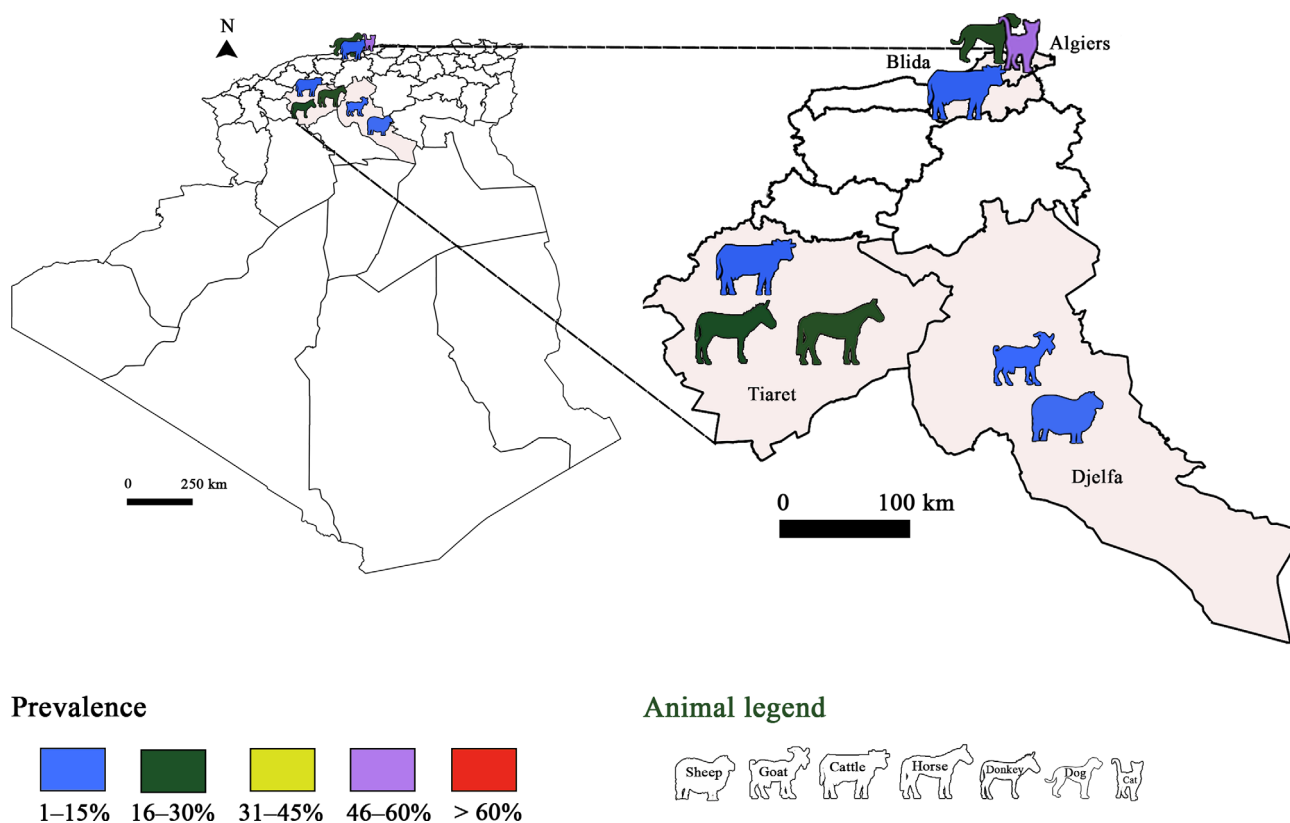 N
Algiers
Blida
Tiaret
Djelfa
0 250 km
0 100 km
Prevalence
1–15% 16–30% 31–45% 46–60% > 60%
Animal legend
Sheep Goat Cattle Horse Donkey Dog Cat